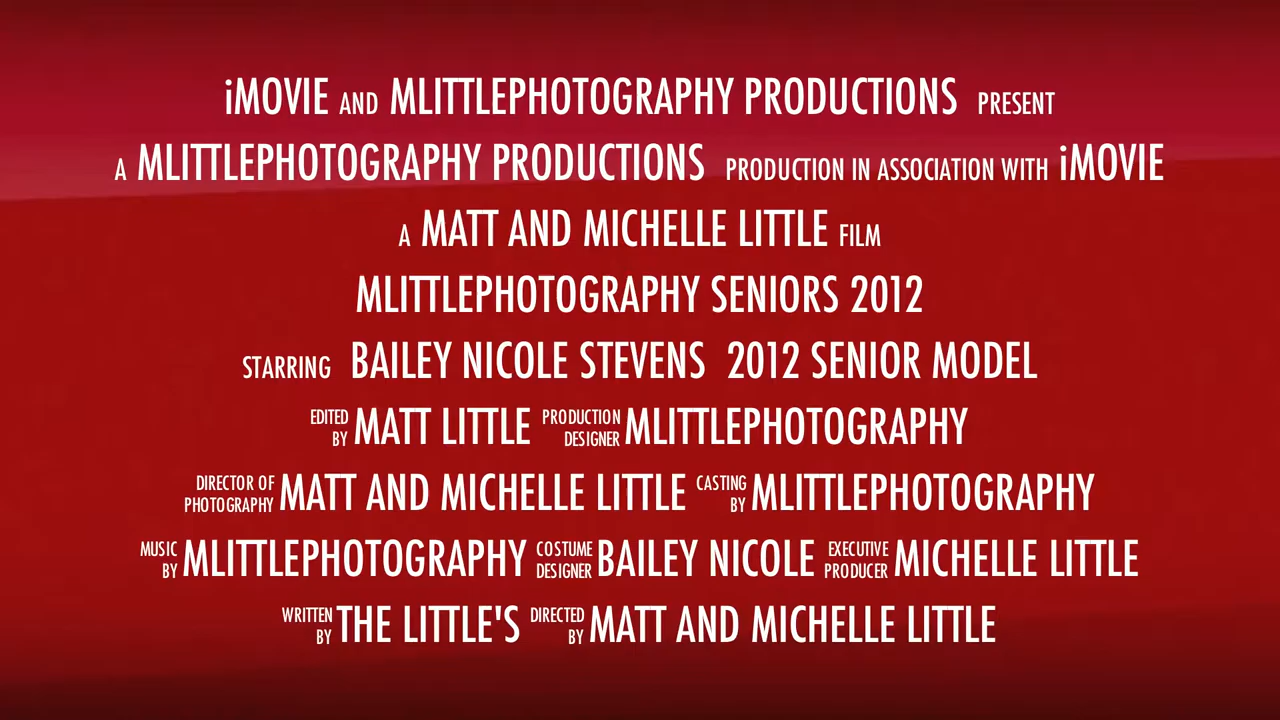 iMOVIE AND MLITTLEPHOTOGRAPHY PRODUCTIONS PRESENT
A MLITTLEPHOTOGRAPHY PRODUCTIONS PRODUCTION IN ASSOCIATION WITH iMOVIE
A MATT AND MICHELLE LITTLE FILM
MLITTLEPHOTOGRAPHY SENIORS 2012
STARRING BAILEY NICOLE STEVENS 2012 SENIOR MODEL
EDITED BY MATT LITTLE PRODUCTION DESIGNER MLITTLEPHOTOGRAPHY
DIRECTOR OF PHOTOGRAPHY MATT AND MICHELLE LITTLE CASTING BY MLITTLEPHOTOGRAPHY
MUSIC BY MLITTLEPHOTOGRAPHY COSTUME DESIGNER BAILEY NICOLE EXECUTIVE PRODUCER MICHELLE LITTLE
WRITTEN BY THE LITTLE'S DIRECTED BY MATT AND MICHELLE LITTLE